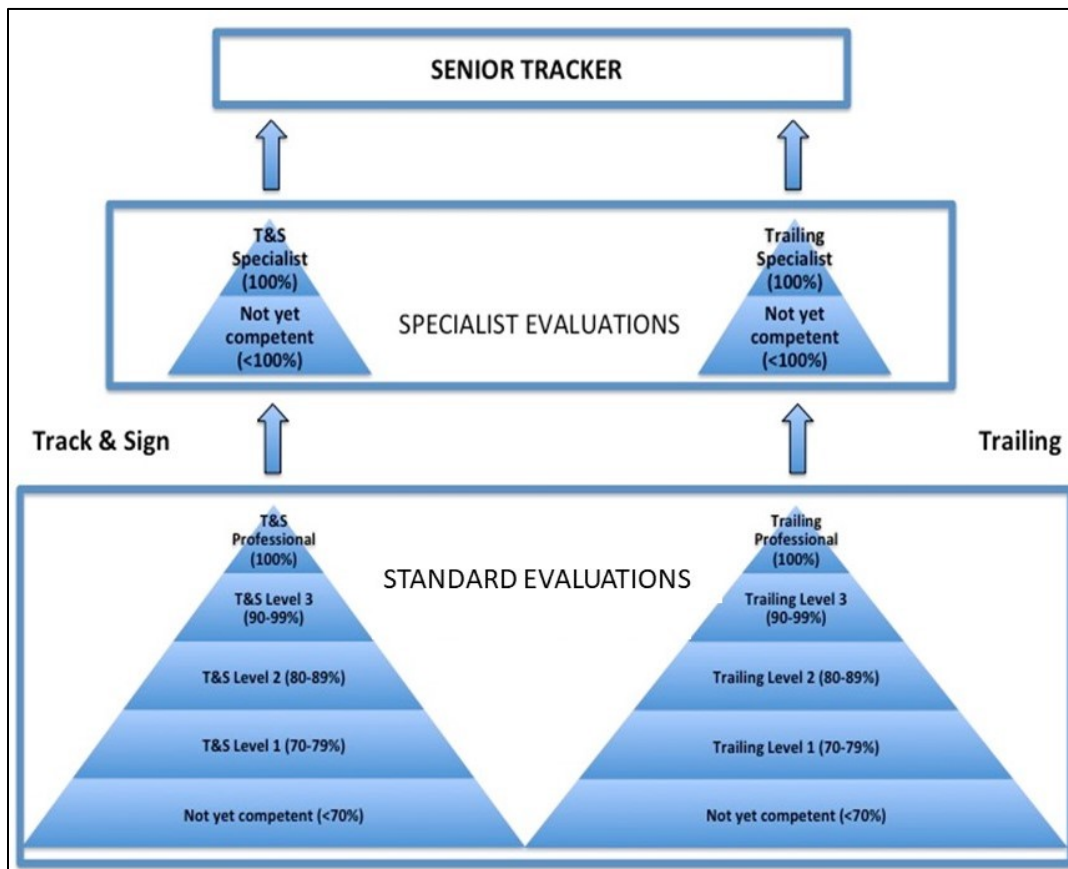 SENIOR TRACKER
T&S
Specialist
(100%)
Not yet
competent
(<100%)
SPECIALIST EVALUATIONS
Trailing
Specialist
(100%)
Not yet
competent
(<100%)
Track & Sign
Trailing
T&S
Professional
(100%)
T&S Level 3
(90-99%)
T&S Level 2 (80-89%)
T&S Level 1 (70-79%)
Not yet competent (<70%)
STANDARD EVALUATIONS
Trailing
Professional
(100%)
Trailing Level 3
(90-99%)
Trailing Level 2 (80-89%)
Trailing Level 1 (70-79%)
Not yet competent (<70%)